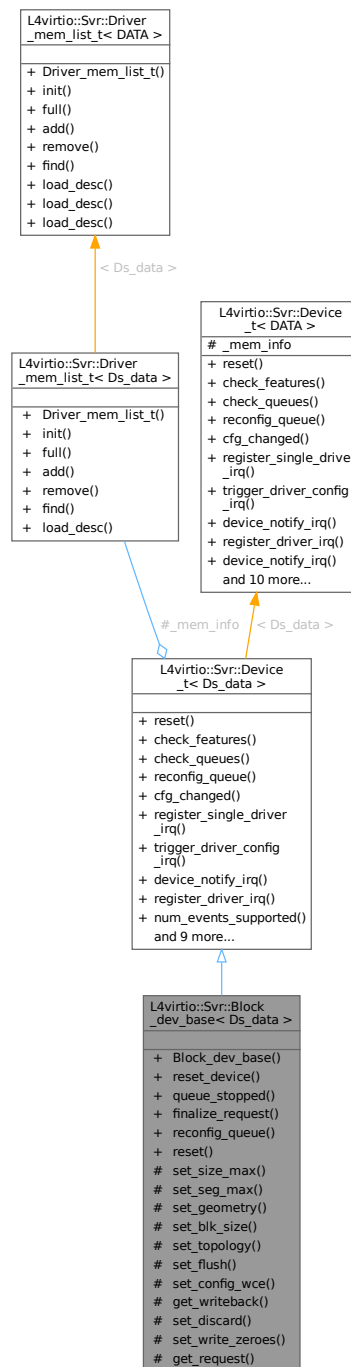 L4virtio::Svr::Driver
_mem_list_t< DATA >
+ Driver_mem_list_t()
+ init()
+ full()
+ add()
+ remove()
+ find()
+ load_desc()
+ load_desc()
+ load_desc()
< Ds_data >
L4virtio::Svr::Device
_t< DATA >
# _mem_info
+ reset()
+ check_features()
+ check_queues()
+ reconfig_queue()
+ cfg_changed()
+ register_single_driver
_irq()
+ trigger_driver_config
_irq()
+ device_notify_irq()
+ register_driver_irq()
+ device_notify_irq()
and 10 more...
L4virtio::Svr::Driver
_mem_list_t< Ds_data >
+ Driver_mem_list_t()
+ init()
+ full()
+ add()
+ remove()
+ find()
+ load_desc()
#_mem_info
< Ds_data >
L4virtio::Svr::Device
_t< Ds_data >
+ reset()
+ check_features()
+ check_queues()
+ reconfig_queue()
+ cfg_changed()
+ register_single_driver
_irq()
+ trigger_driver_config
_irq()
+ device_notify_irq()
+ register_driver_irq()
+ num_events_supported()
and 9 more...
L4virtio::Svr::Block
_dev_base< Ds_data >
+ Block_dev_base()
+ reset_device()
+ queue_stopped()
+ finalize_request()
+ reconfig_queue()
+ reset()
# set_size_max()
# set_seg_max()
# set_geometry()
# set_blk_size()
# set_topology()
# set_flush()
# set_config_wce()
# get_writeback()
# set_discard()
# set_write_zeroes()
# get_request()